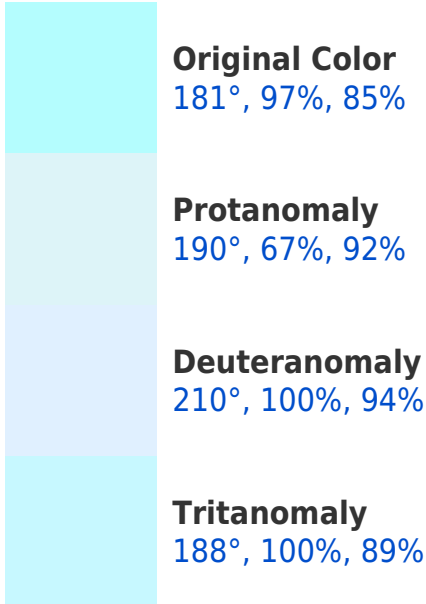 Original Color
181°, 97%, 85%
Protanomaly
190°, 67%, 92%
Deuteranomaly
210°, 100%, 94%
Tritanomaly
188°, 100%, 89%